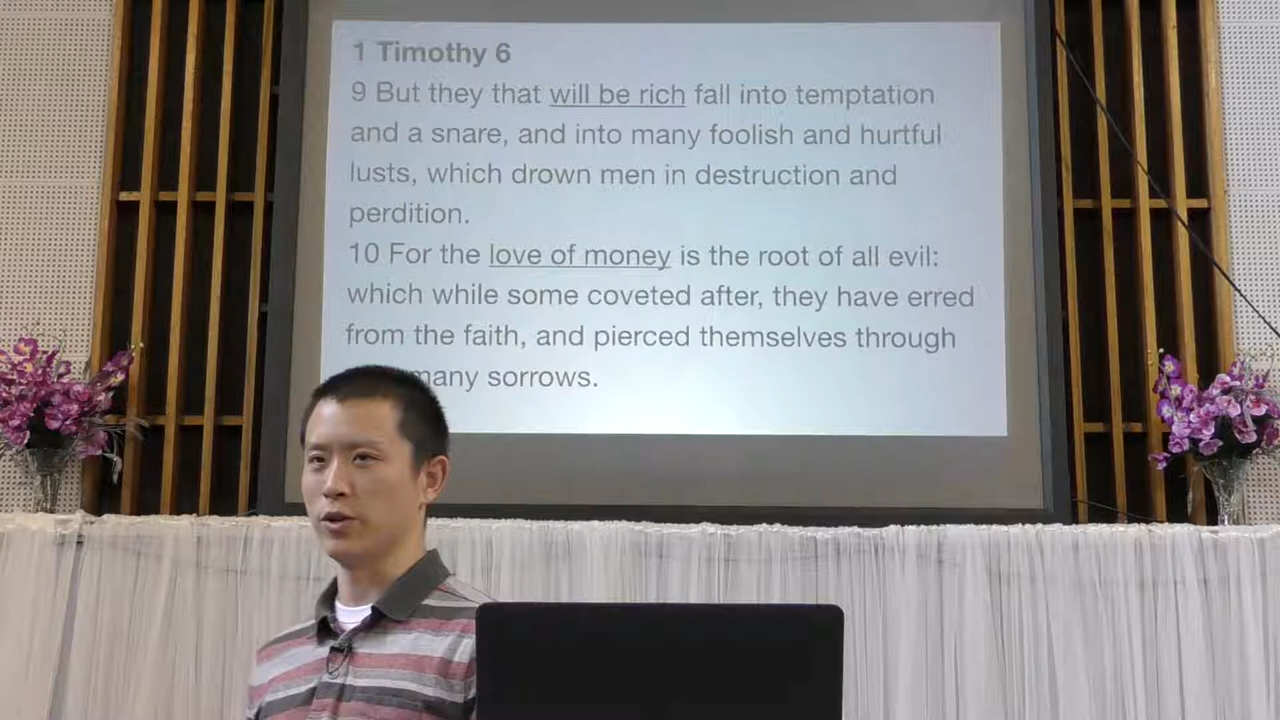 1 Timothy 6
9 But they that will be rich fall into temptation
and a snare, and into many foolish and hurtful
lusts, which drown men in destruction and
perdition.
10 For the love of money is the root of all evil:
which while some coveted after, they have erred
from the faith, and pierced themselves through
many sorrows.